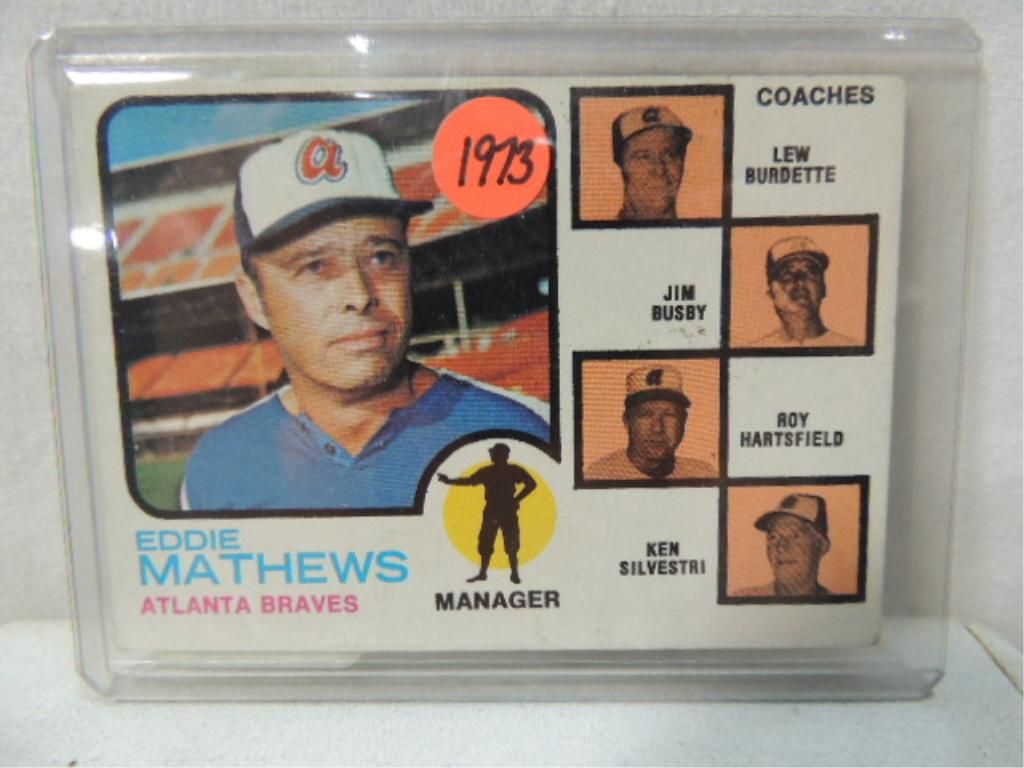 a
1973
EDDIE
MATHEWS
ATLANTA BRAVES
MANAGER
COACHES
LEW
BURDETTE
JIM
BUSBY
ROY
HARTSFIELD
KEN
SILVESTRI